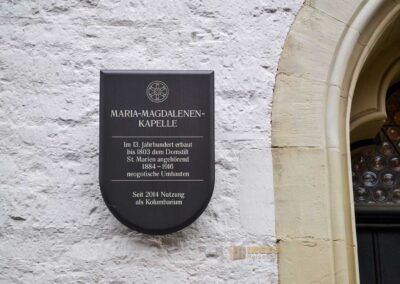 MARIA-MAGDALENEN-
KAPELLE
Im 13. Jahrhundert erbaut
bis 1803 dem Domstift
St. Marien angehörend
1884 – 1916
neogotische Umbauten
Seit 2014 Nutzung
als Kolumbarium